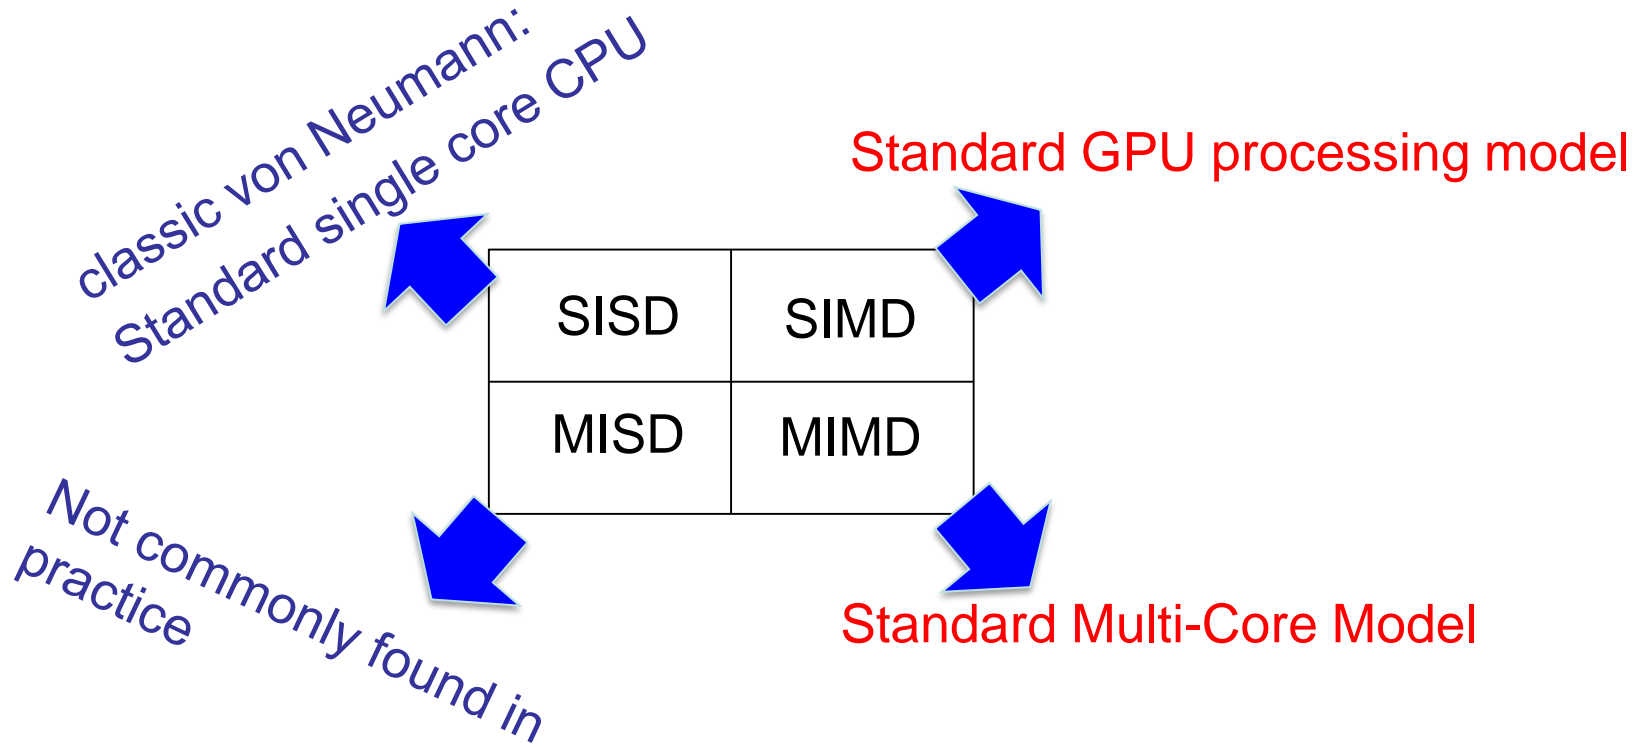 classic von Neumann:
Standard single core CPU
Standard GPU processing model
SISD
SIMD
MISD
MIMD
Not commonly found in
practice
Standard Multi-Core Model